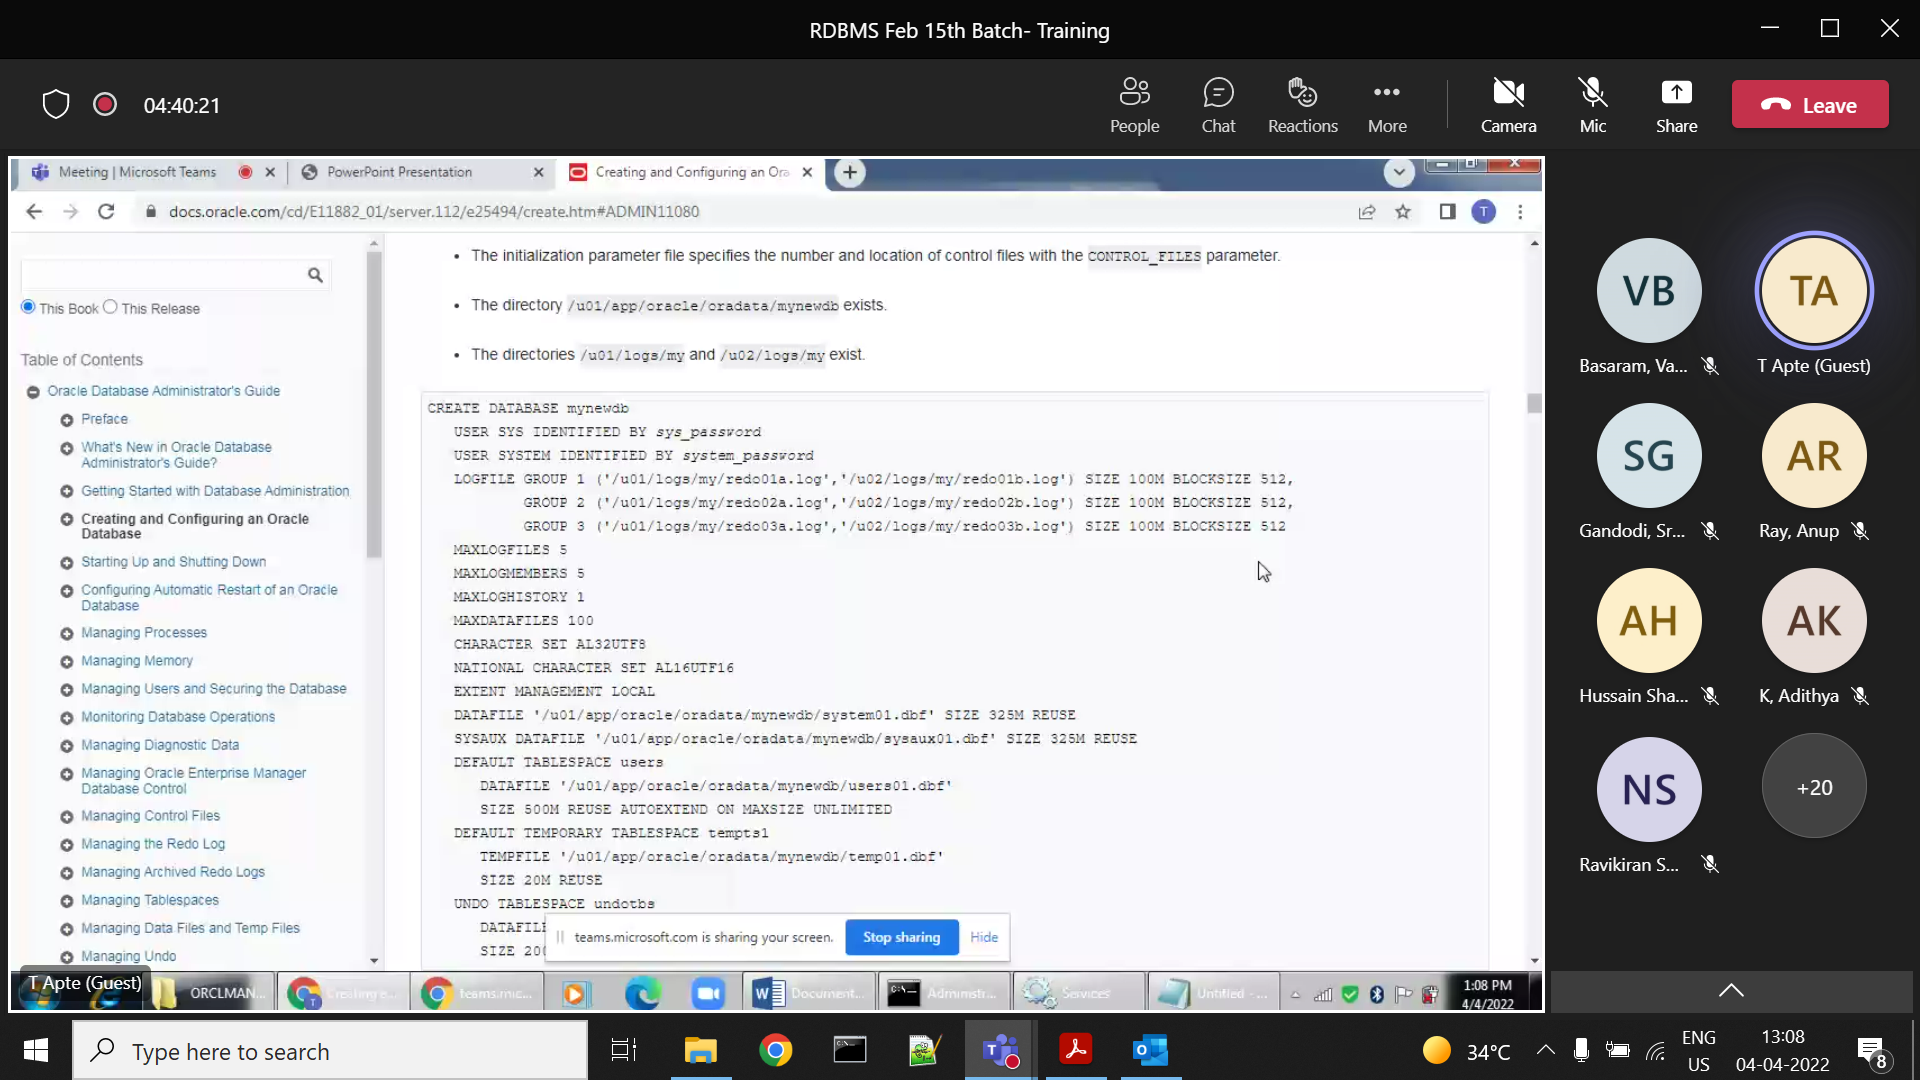 RDBMS Feb 15th Batch- Training
04:40:21
People
Chat
Reactions
More
Camera
Mic
Share
Leave
Meeting | Microsoft Teams
PowerPoint Presentation
Creating and Configuring an Ora
docs.oracle.com/cd/E11882_01/server.112/e25494/create.htm#ADMIN11080
T
This Book
This Release
Table of Contents
Oracle Database Administrator's Guide
Preface
What's New in Oracle Database
Administrator's Guide?
Getting Started with Database Administration
Creating and Configuring an Oracle
Database
Starting Up and Shutting Down
Configuring Automatic Restart of an Oracle
Database
Managing Processes
Managing Memory
Managing Users and Securing the Database
Monitoring Database Operations
Managing Diagnostic Data
Managing Oracle Enterprise Manager
Database Control
Managing Control Files
Managing the Redo Log
Managing Archived Redo Logs
Managing Tablespaces
Managing Data Files and Temp Files
Managing Undo
• The initialization parameter file specifies the number and location of control files with the CONTROL_FILES parameter.
• The directory /u01/app/oracle/oradata/mynewdb exists.
• The directories /u01/logs/my and /u02/logs/my exist.
CREATE DATABASE mynewdb
USER SYS IDENTIFIED BY sys_password
USER SYSTEM IDENTIFIED BY system_password
LOGFILE GROUP 1 ('/u01/logs/my/redo01a.log','/u02/logs/my/redo01b.log') SIZE 100M BLOCKSIZE 512,
GROUP 2 ('/u01/logs/my/redo02a.log','/u02/logs/my/redo02b.log') SIZE 100M BLOCKSIZE 512,
GROUP 3 ('/u01/logs/my/redo03a.log','/u02/logs/my/redo03b.log') SIZE 100M BLOCKSIZE 512
MAXLOGFILES 5
MAXLOGMEMBERS 5
MAXLOGHISTORY 1
MAXDATAFILES 100
CHARACTER SET AL32UTF8
NATIONAL CHARACTER SET AL16UTF16
EXTENT MANAGEMENT LOCAL
DATAFILE '/u01/app/oracle/oradata/mynewdb/system01.dbf' SIZE 325M REUSE
SYSAUX DATAFILE '/u01/app/oracle/oradata/mynewdb/sysaux01.dbf' SIZE 325M REUSE
DEFAULT TABLESPACE users
DATAFILE '/u01/app/oracle/oradata/mynewdb/users01.dbf'
SIZE 500M REUSE AUTOEXTEND ON MAXSIZE UNLIMITED
DEFAULT TEMPORARY TABLESPACE tempts1
TEMPFILE '/u01/app/oracle/oradata/mynewdb/temp01.dbf'
SIZE 20M REUSE
UNDO TABLESPACE undotbs
DATAFILE
SIZE 200
teams.microsoft.com is sharing your screen.
Stop sharing
Hide
T Apte (Guest)
ORCLMAN...
Creating a...
teams.mic...
Document...
Administr...
Services
Untitled - ...
1:08 PM
4/4/2022
VB
Basaram, Va...
TA
T Apte (Guest)
SG
Gandodi, Sr...
AR
Ray, Anup
AH
Hussain Sha...
AK
K, Adithya
NS
Ravikiran S...
+20
Type here to search
34°C
ENG
US
13:08
04-04-2022
8